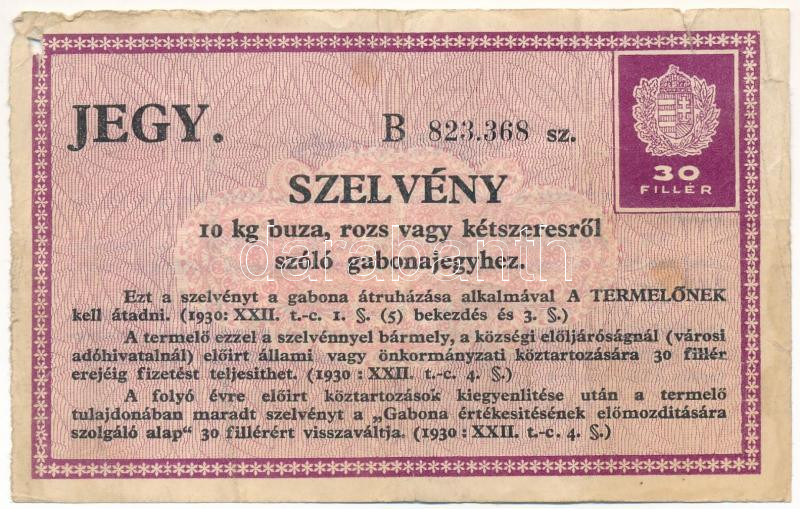 JEGY.
B 823.368 sz.
30
FILLÉR
SZELVÉNY
10 kg buza, rozs vagy kétszeresről
szóló gabonajegyhez.
darabanth
Ezt a szelvényt a gabona átruházása alkalmával A TERMELŐNEK
kell átadni. (1930: XXII. t.-c. 1. §. (5) bekezdés és 3. §.)
A termelő ezzel a szelvénnyel bármely, a községi előljáróságnál (városi
adóhivatalnál) előirt állami vagy önkormányzati köztartozására 30 fillér
erejéig fizetést teljesithet. (1930 : XXII. t.-c. 4. §.)
A folyó évre előirt köztartozások kiegyenlitése után a termelő
tulajdonában maradt szelvényt a „Gabona értékesitésének előmozditására
szolgáló alap“ 30 fillérért visszaváltja. (1930 : XXII. t.-c. 4. §.)